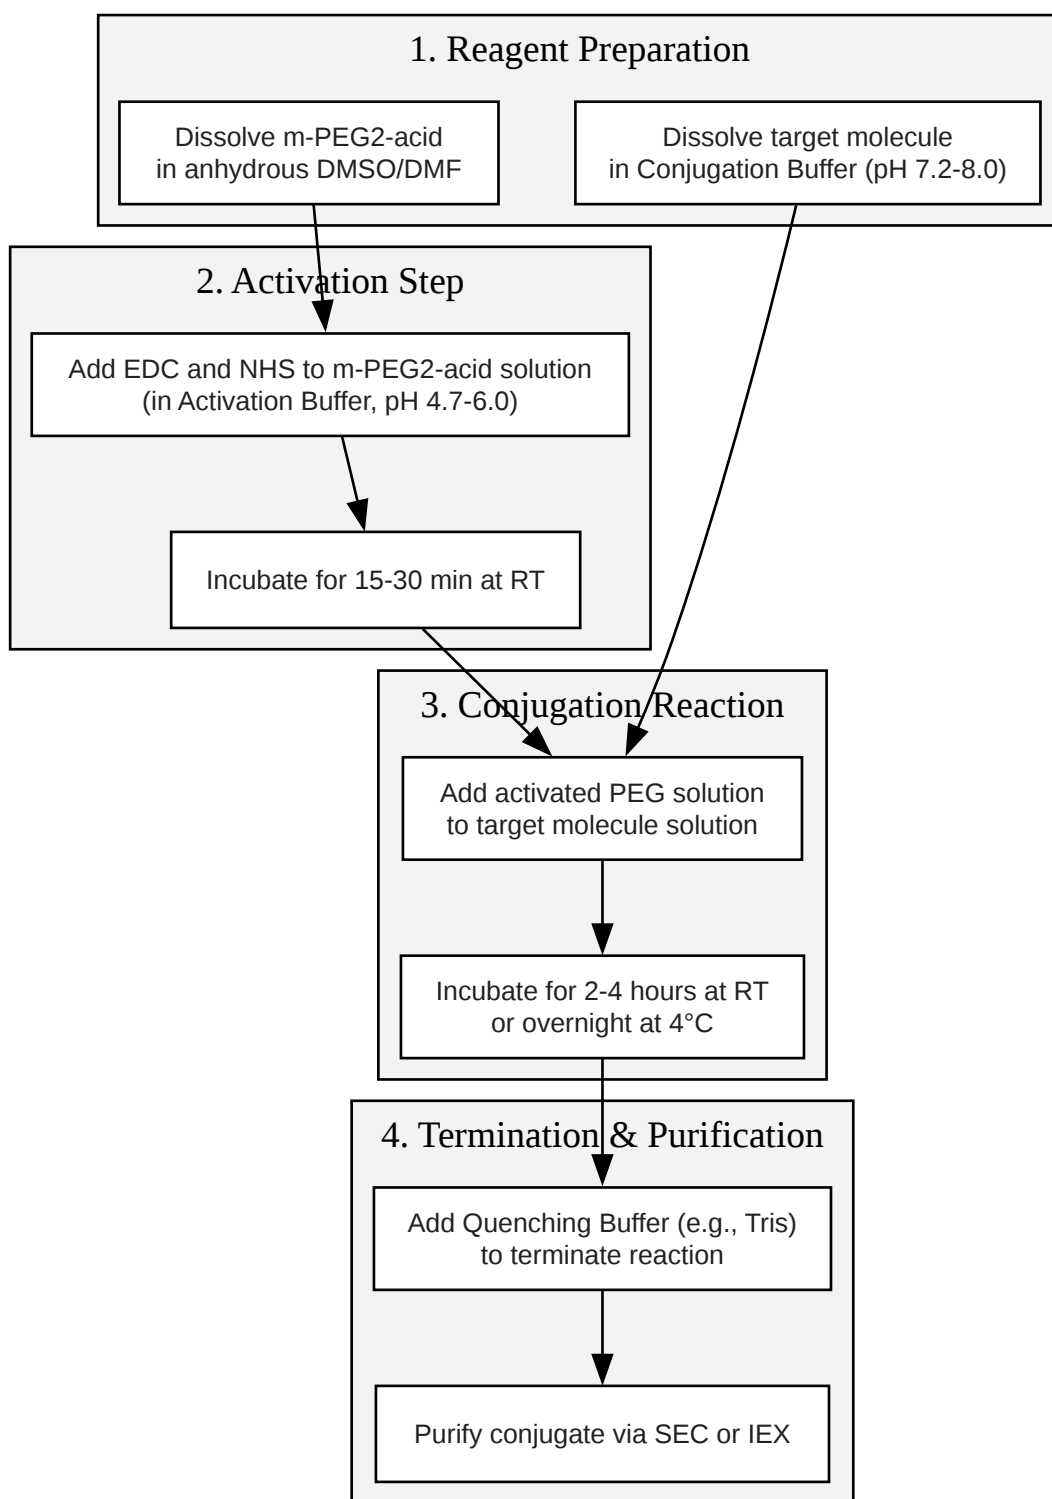 1. Reagent Preparation
Dissolve m-PEG2-acid
in anhydrous DMSO/DMF
Dissolve target molecule
in Conjugation Buffer (pH 7.2-8.0)
2. Activation Step
Add EDC and NHS to m-PEG2-acid solution
(in Activation Buffer, pH 4.7-6.0)
Incubate for 15-30 min at RT
3. Conjugation Reaction
Add activated PEG solution
to target molecule solution
Incubate for 2-4 hours at RT
or overnight at 4°C
4. Termination & Purification
Add Quenching Buffer (e.g., Tris)
to terminate reaction
Purify conjugate via SEC or IEX